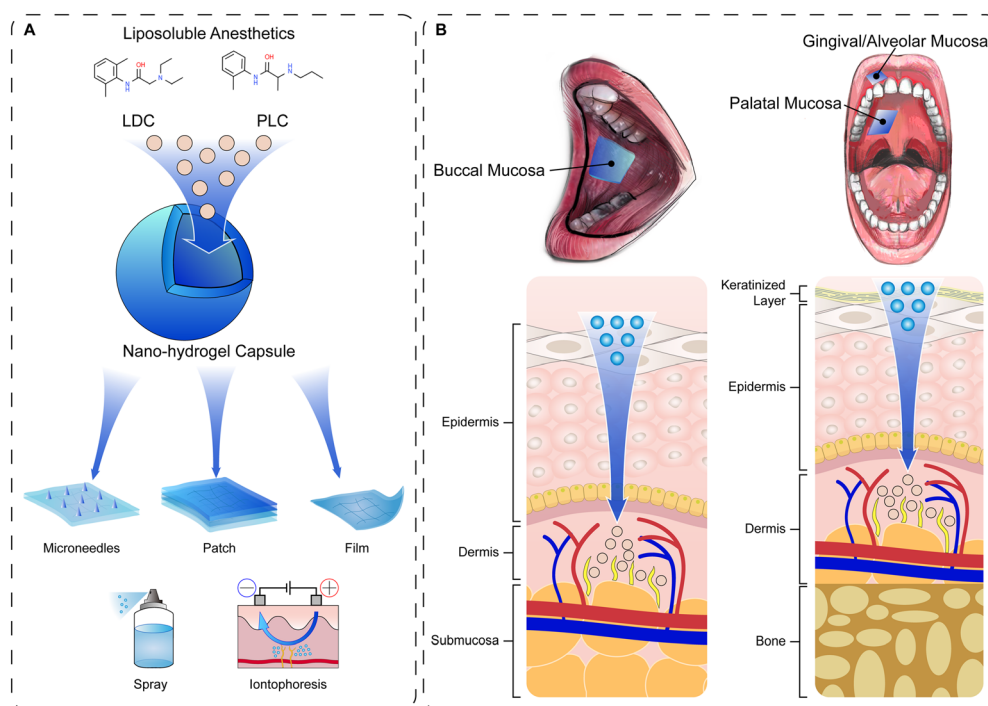 A
Liposoluble Anesthetics
OH
N
N
H
OH
H
N
N
H
LDC
PLC
Nano-hydrogel Capsule
Microneedles
Patch
Film
Spray
Iontophoresis
B
Gingival/Alveolar Mucosa
Palatal Mucosa
Buccal Mucosa
Epidermis
Dermis
Submucosa
Keratinized
Layer
Epidermis
Dermis
Bone